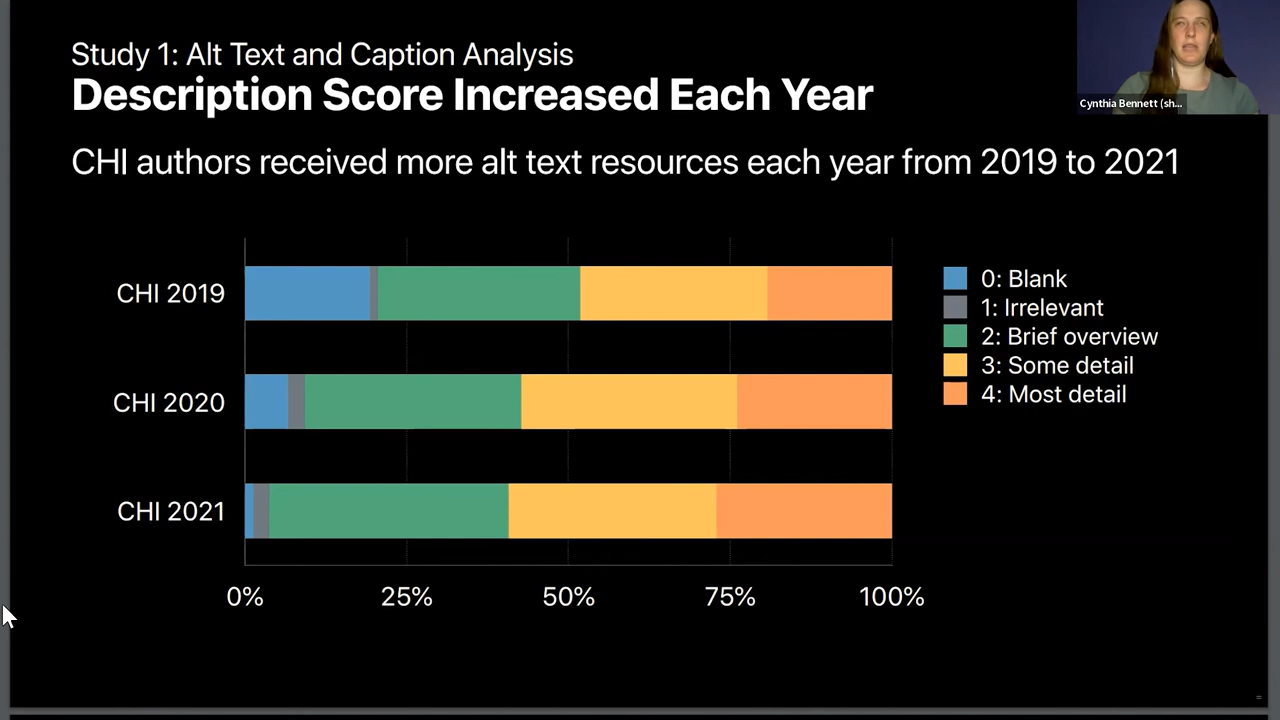 Study 1: Alt Text and Caption Analysis
Description Score Increased Each Year
Cynthia Bennett (sh...
CHI authors received more alt text resources each year from 2019 to 2021
CHI 2019
CHI 2020
CHI 2021
0: Blank
1: Irrelevant
2: Brief overview
3: Some detail
4: Most detail
0% 25% 50% 75% 100%